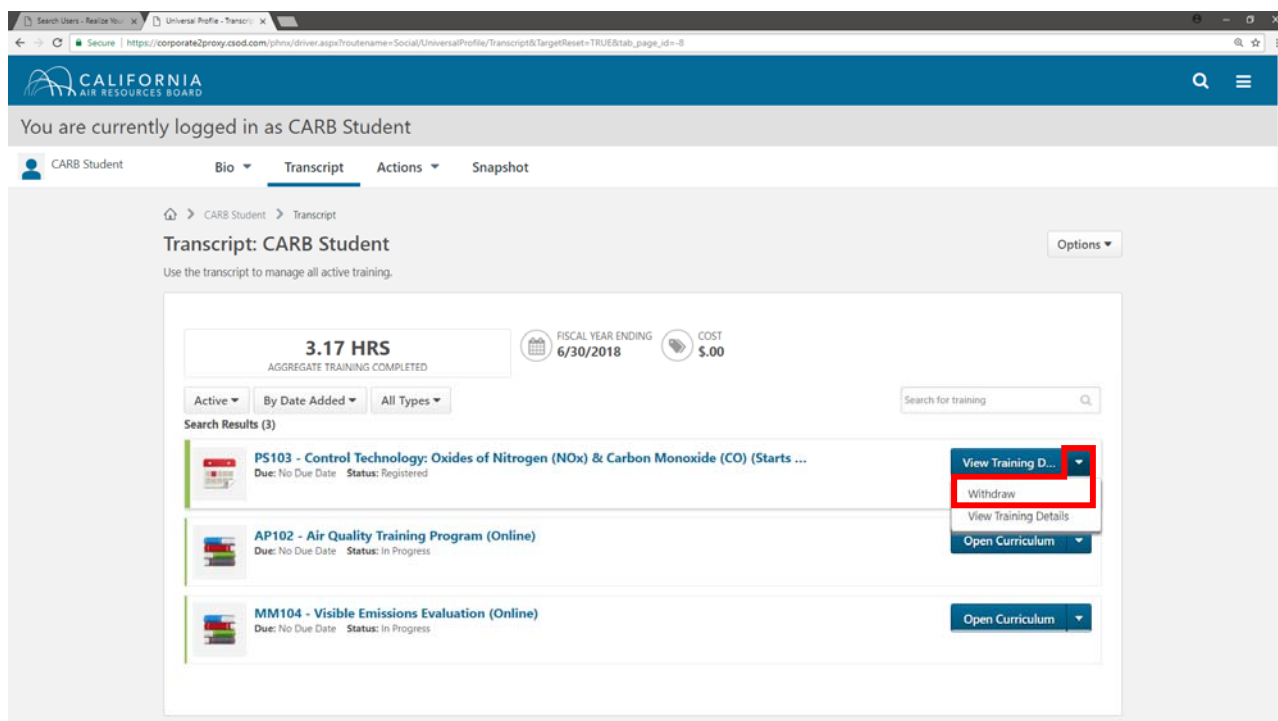 Search Users - Realize Your
Universal Profile - Transcrip
Secure | https://corporate2proxy.csod.com/phnx/driver.aspx?routename=Social/UniversalProfile/Transcript&TargetReset=TRUE&tab_page_id=-8
CALIFORNIA
AIR RESOURCES BOARD
You are currently logged in as CARB Student
CARB Student
Bio Transcript Actions Snapshot
CARB Student > Transcript
Transcript: CARB Student
Options
Use the transcript to manage all active training.
3.17 HRS
AGGREGATE TRAINING COMPLETED
FISCAL YEAR ENDING
6/30/2018
COST
$.00
Active By Date Added All Types
Search for training
Search Results (3)
PS103 - Control Technology: Oxides of Nitrogen (NOx) & Carbon Monoxide (CO) (Starts ...
Due: No Due Date Status: Registered
View Training D...
Withdraw
View Training Details
AP102 - Air Quality Training Program (Online)
Due: No Due Date Status: In Progress
Open Curriculum
MM104 - Visible Emissions Evaluation (Online)
Due: No Due Date Status: In Progress
Open Curriculum